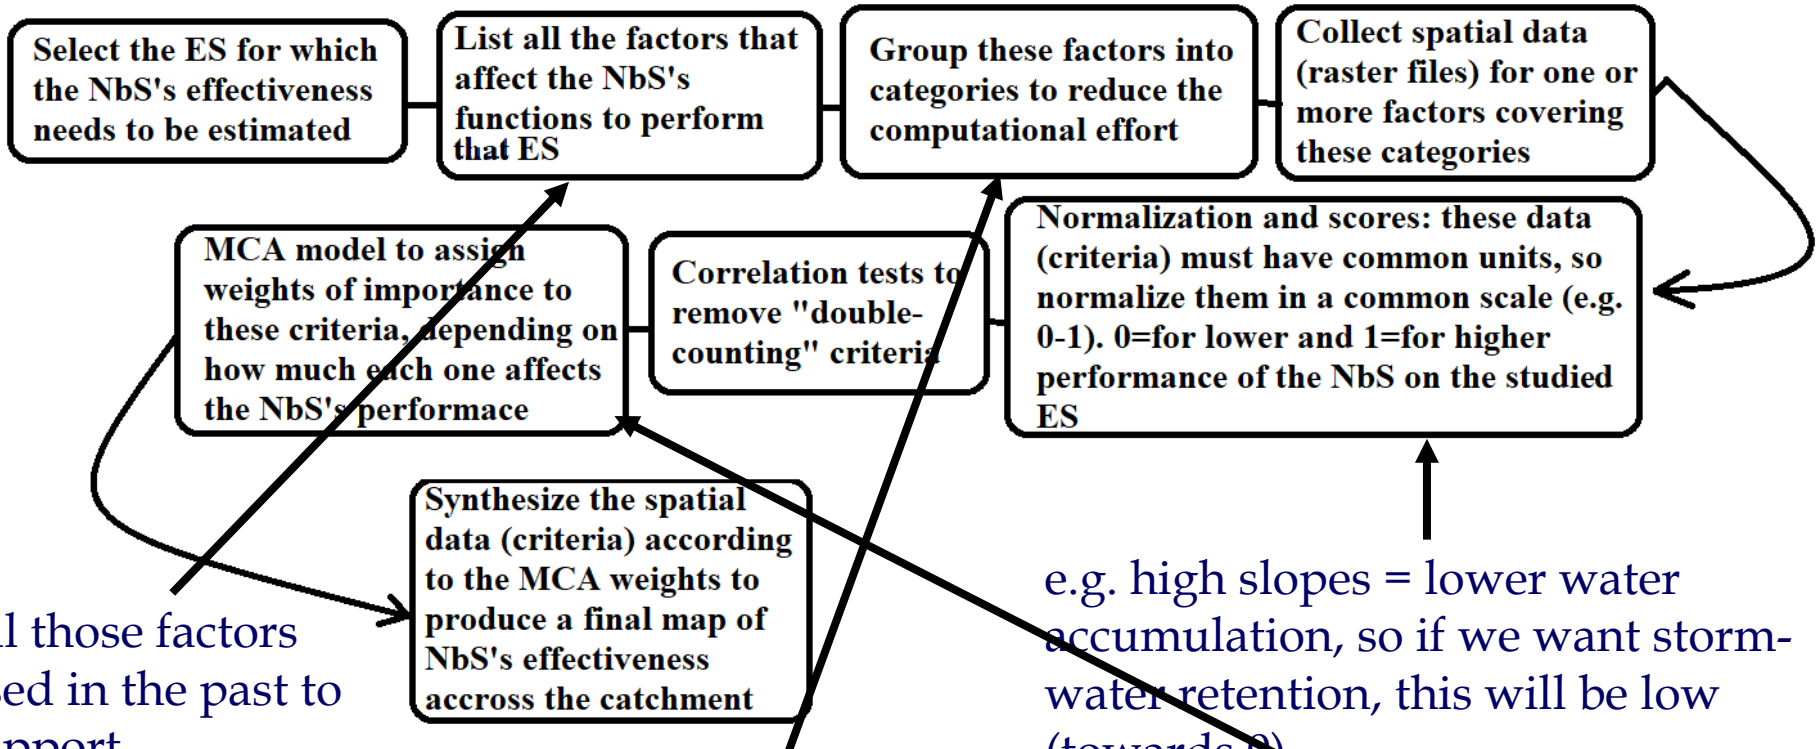 Select the ES for which
the NbS's effectiveness
needs to be estimated
List all the factors that
affect the NbS's
functions to perform
that ES
Group these factors into
categories to reduce the
computational effort
Collect spatial data
(raster files) for one or
more factors covering
these categories
MCA model to assign
weights of importance to
these criteria, depending on
how much each one affects
the NbS's performace
Correlation tests to
remove "double-
counting" criteria
Normalization and scores: these data
(criteria) must have common units, so
normalize them in a common scale (e.g.
0-1). 0=for lower and 1=for higher
performance of the NbS on the studied
ES
Synthesize the spatial
data (criteria) according
to the MCA weights to
produce a final map of
NbS's effectiveness
accross the catchment
those factors
in the past to
e.g. high slopes = lower water
accumulation, so if we want storm-
water retention, this will be low
(towards 0)